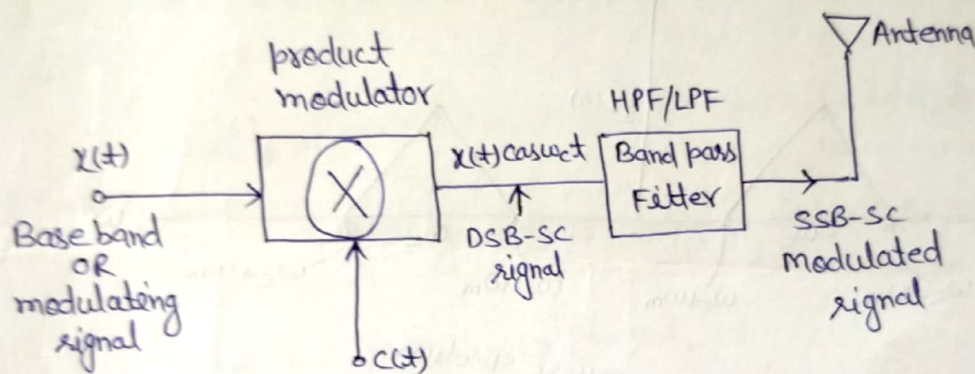 product
modulator
x(t)
Base band
OR
modulating
signal
X
c(t)
x(t)cosωct
DSB-SC
signal
HPF/LPF
Band pass
Filter
Antenna
SSB-SC
modulated
signal